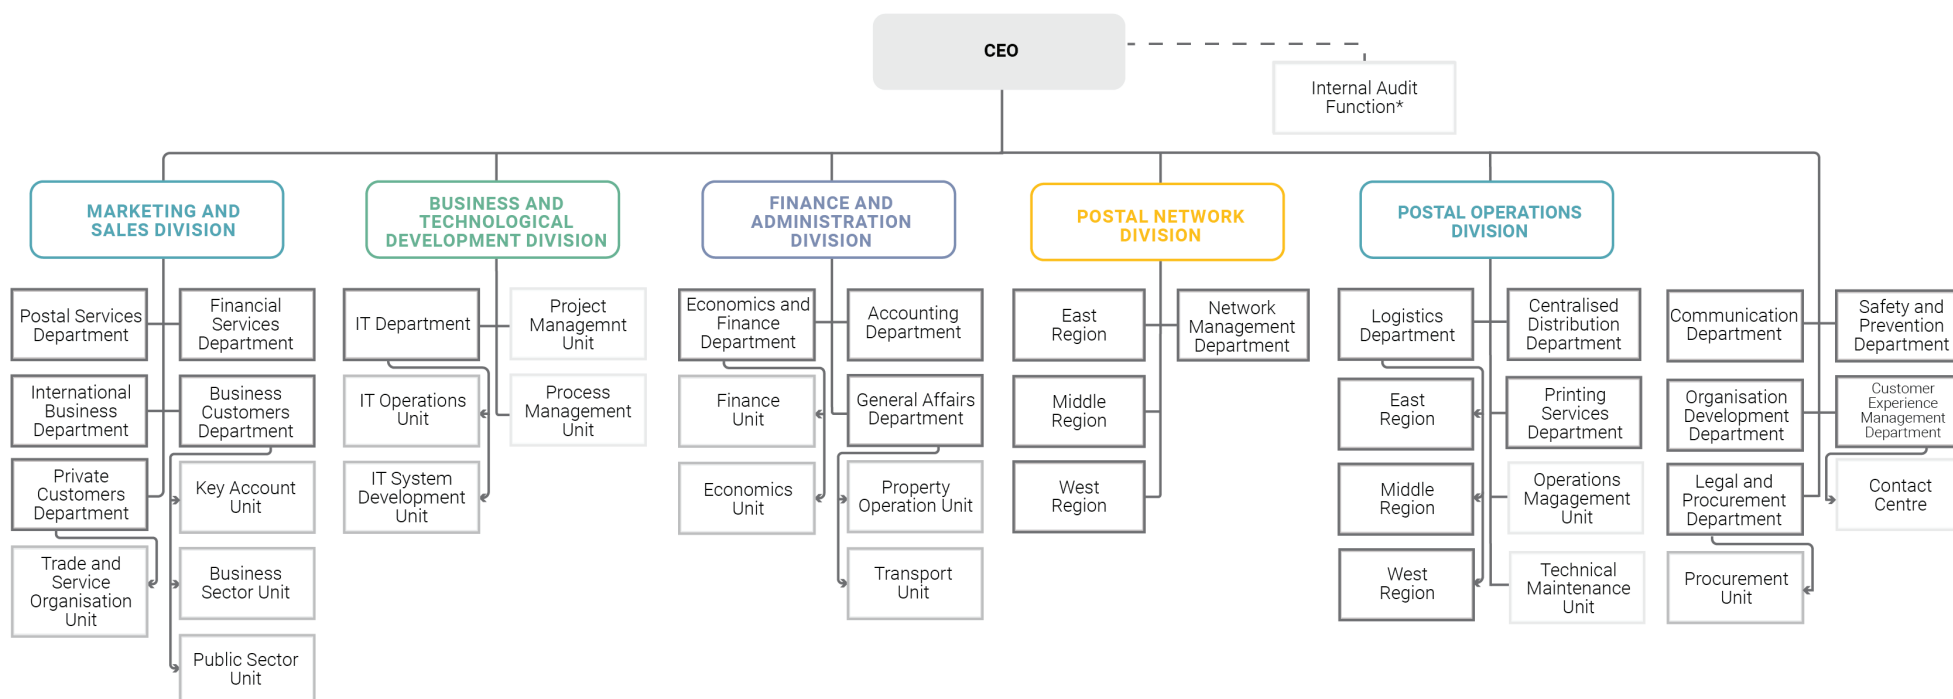 CEO
Internal Audit
Function*
MARKETING AND
SALES DIVISION
BUSINESS AND
TECHNOLOGICAL
DEVELOPMENT DIVISION
FINANCE AND
ADMINISTRATION
DIVISION
POSTAL NETWORK
DIVISION
POSTAL OPERATIONS
DIVISION
Postal Services
Department
Financial
Services
Department
International
Business
Department
Business
Customers
Department
Private
Customers
Department
Key Account
Unit
Trade and
Service
Organisation
Unit
Business
Sector Unit
Public Sector
Unit
IT Department
Project
Managemnt
Unit
IT Operations
Unit
Process
Management
Unit
IT System
Development
Unit
Economics and
Finance
Department
Accounting
Department
Finance
Unit
General Affairs
Department
Economics
Unit
Property
Operation Unit
Transport
Unit
East
Region
Network
Management
Department
Middle
Region
West
Region
Logistics
Department
Centralised
Distribution
Department
East
Region
Printing
Services
Department
Middle
Region
Operations
Magagement
Unit
West
Region
Technical
Maintenance
Unit
Communication
Department
Safety and
Prevention
Department
Organisation
Development
Department
Customer
Experience
Management
Department
Legal and
Procurement
Department
Contact
Centre
Procurement
Unit